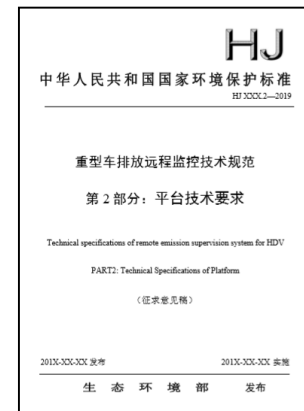 HJ
中华人民共和国国家环境保护标准
HJ XXX.2—2019
重型车排放远程监控技术规范
第 2 部分：平台技术要求
Technical specifications of remote emission supervision system for HDV
PART2: Technical Specifications of Platform
（征求意见稿）
201X-XX-XX 发布 201X-XX-XX 实施
生 态 环 境 部 发布